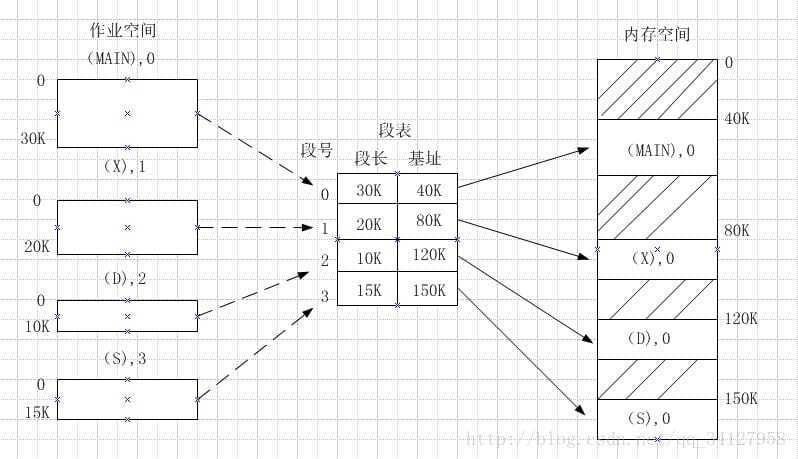 作业空间
(MAIN),0
0
30K
(X),1
0
20K
(D),2
0
10K
(S),3
0
15K
段表
段号 段长 基址
0 30K 40K
1 20K 80K
2 10K 120K
3 15K 150K
内存空间
0
40K
(MAIN),0
80K
(X),0
120K
(D),0
150K
(S),0
http://blog.csdn.net/qq_34127958